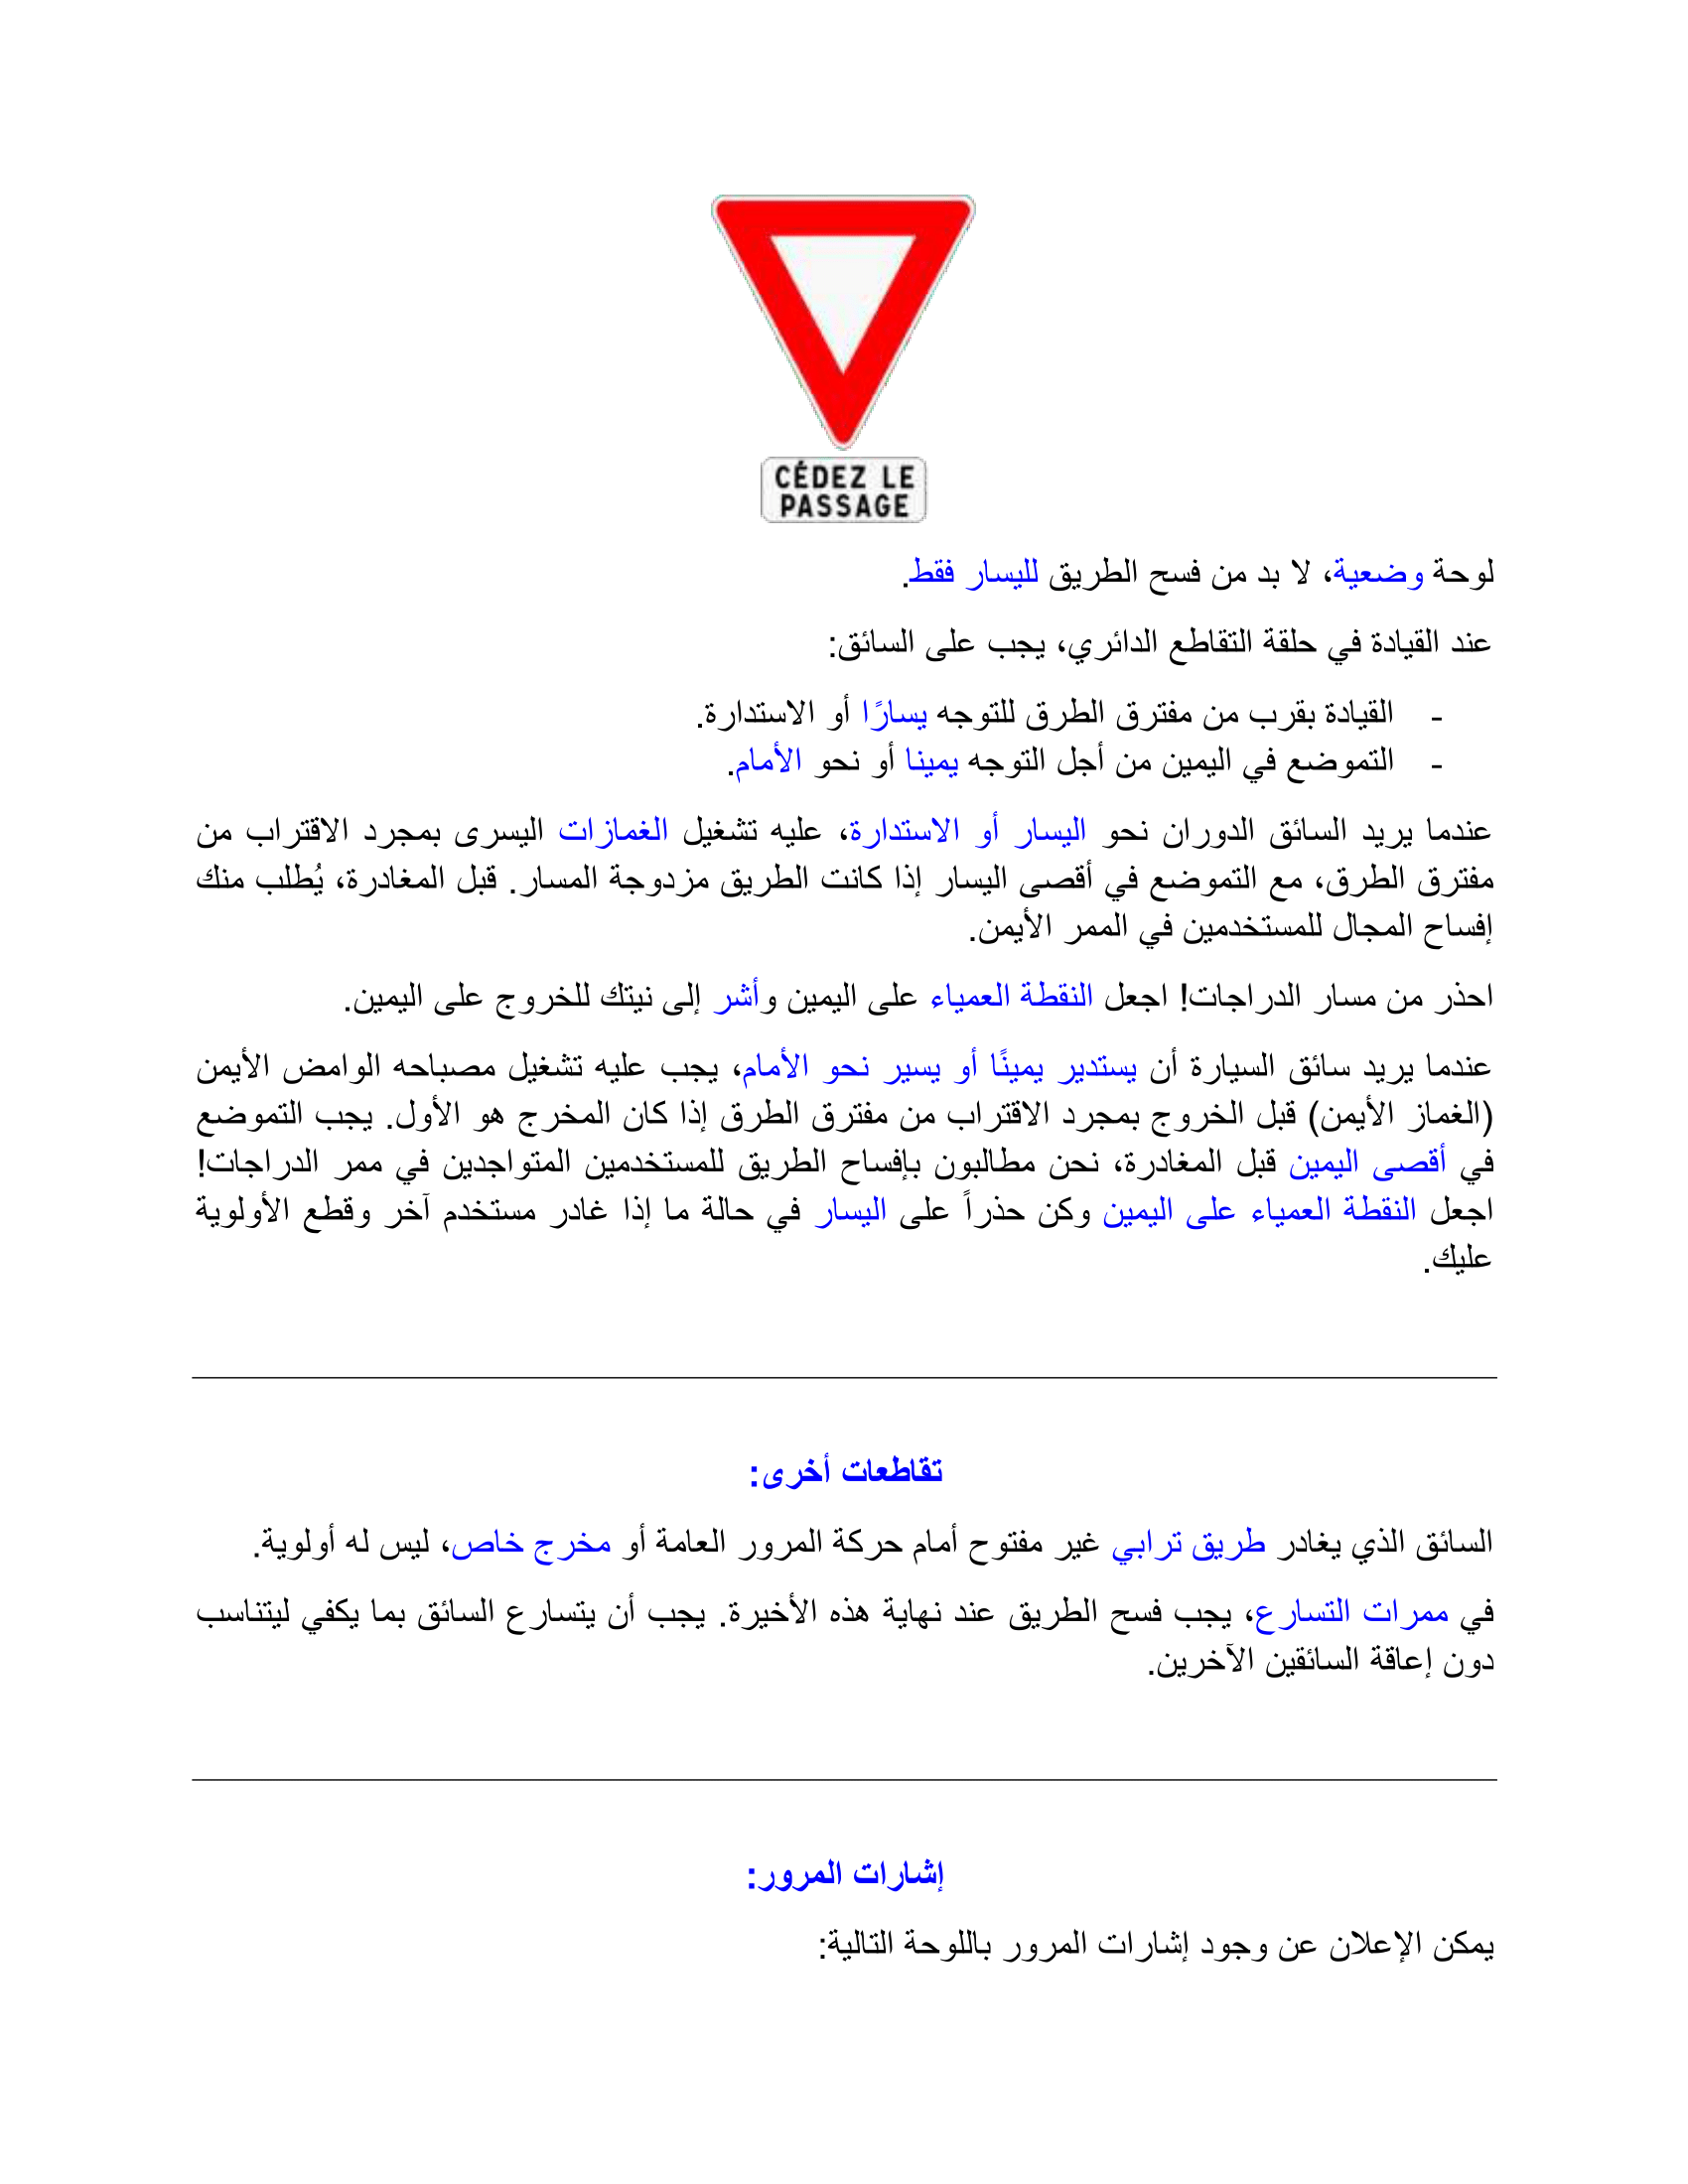 CÉDEZ LE
PASSAGE
لوحة وضعية، لا بد من فسح الطريق لليسار فقط.
عند القيادة في حلقة التقاطع الدائري، يجب على السائق:
- القيادة بقرب من مفترق الطرق للتوجه يسارًا أو الاستدارة.
- التموضع في اليمين من أجل التوجه يمينا أو نحو الأمام.
عندما يريد السائق الدوران نحو اليسار أو الاستدارة، عليه تشغيل الغمازات اليسرى بمجرد الاقتراب من
مفترق الطرق، مع التموضع في أقصى اليسار إذا كانت الطريق مزدوجة المسار. قبل المغادرة، يُطلب منك
إفساح المجال للمستخدمين في الممر الأيمن.
احذر من مسار الدراجات! اجعل النقطة العمياء على اليمين وأشر إلى نيتك للخروج على اليمين.
عندما يريد سائق السيارة أن يستدير يمينًا أو يسير نحو الأمام، يجب عليه تشغيل مصباحه الوامض الأيمن
(الغماز الأيمن) قبل الخروج بمجرد الاقتراب من مفترق الطرق إذا كان المخرج هو الأول. يجب التموضع
في أقصى اليمين قبل المغادرة، نحن مطالبون بإفساح الطريق للمستخدمين المتواجدين في ممر الدراجات!
اجعل النقطة العمياء على اليمين وكن حذراً على اليسار في حالة ما إذا غادر مستخدم آخر وقطع الأولوية
عليك.
تقاطعات أخرى:
السائق الذي يغادر طريق ترابي غير مفتوح أمام حركة المرور العامة أو مخرج خاص، ليس له أولوية.
في ممرات التسارع، يجب فسح الطريق عند نهاية هذه الأخيرة. يجب أن يتسارع السائق بما يكفي ليتناسب
دون إعاقة السائقين الآخرين.
إشارات المرور:
يمكن الإعلان عن وجود إشارات المرور باللوحة التالية: